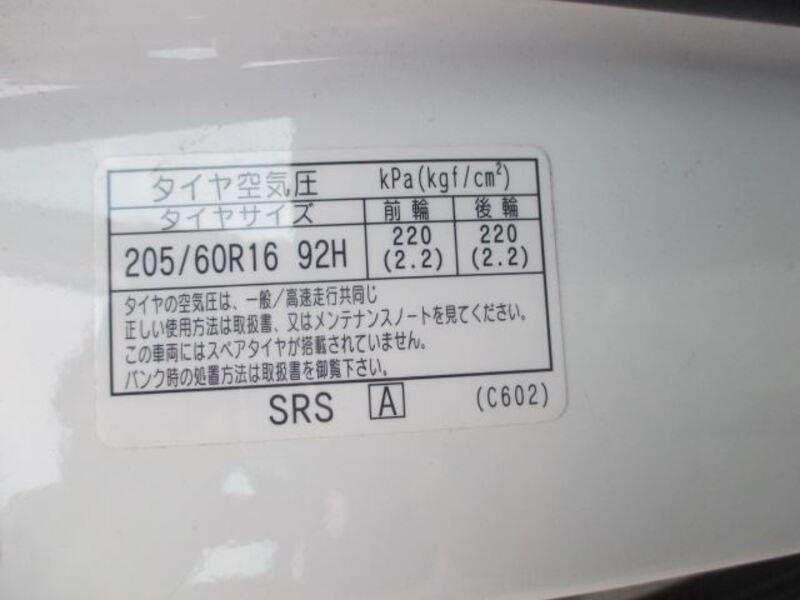 タイヤ空気圧 kPa(kgf/cm²)
タイヤサイズ 前輪 後輪
205/60R16 92H 220 (2.2) 220 (2.2)
タイヤの空気圧は、一般/高速走行共同じ
正しい使用方法は取扱書、又はメンテナンスノートを見てください。
この車両にはスペアタイヤが搭載されていません。
パンク時の処置方法は取扱書を御覧下さい。
SRS A (C602)